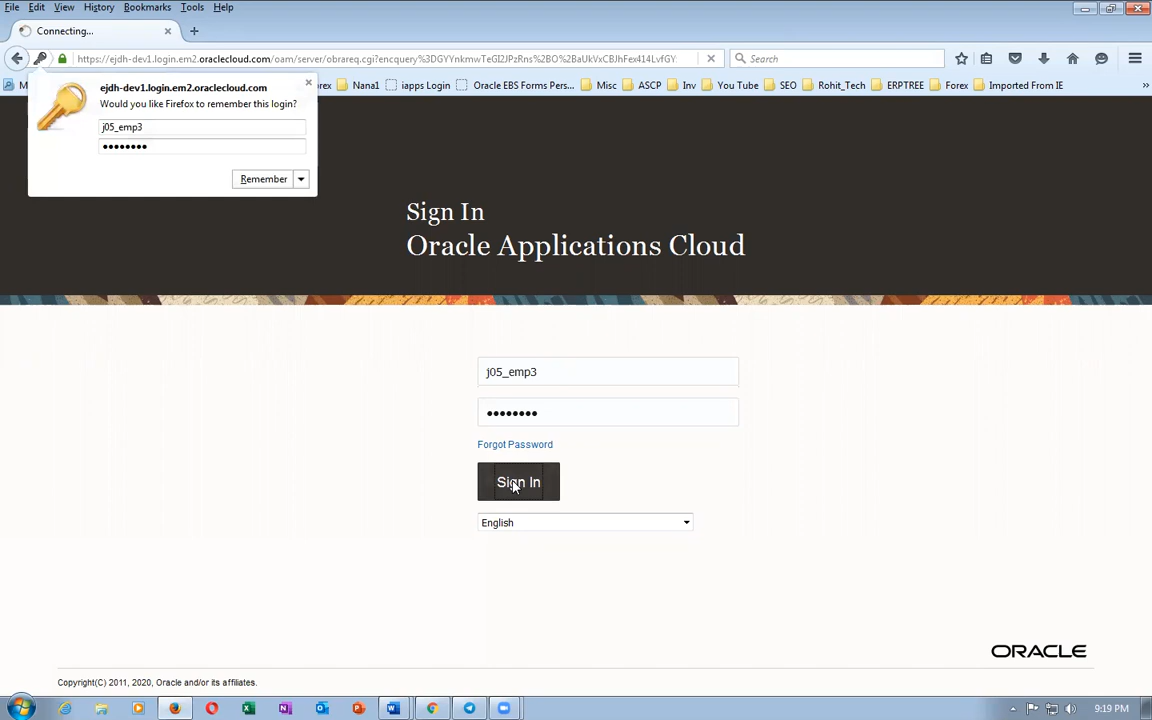 File Edit View History Bookmarks Tools Help
Connecting...
https://ejdh-dev1.login.em2.oraclecloud.com/oam/server/obrareq.cgi?encquery%3DGYYnkmwTeGI2JPzRns%2BO%2BaUkVxCBJhFex414LvfGY
Search
M
orex Nana1 iapps Login Oracle EBS Forms Pers... Misc ASCP Inv You Tube SEO Rohit_Tech ERPTREE Forex Imported From IE »
ejdh-dev1.login.em2.oraclecloud.com
Would you like Firefox to remember this login?
j05_emp3
••••••••
Remember
Sign In
Oracle Applications Cloud
j05_emp3
••••••••
Forgot Password
Sign In
English
ORACLE
Copyright(C) 2011, 2020, Oracle and/or its affiliates.
9:19 PM